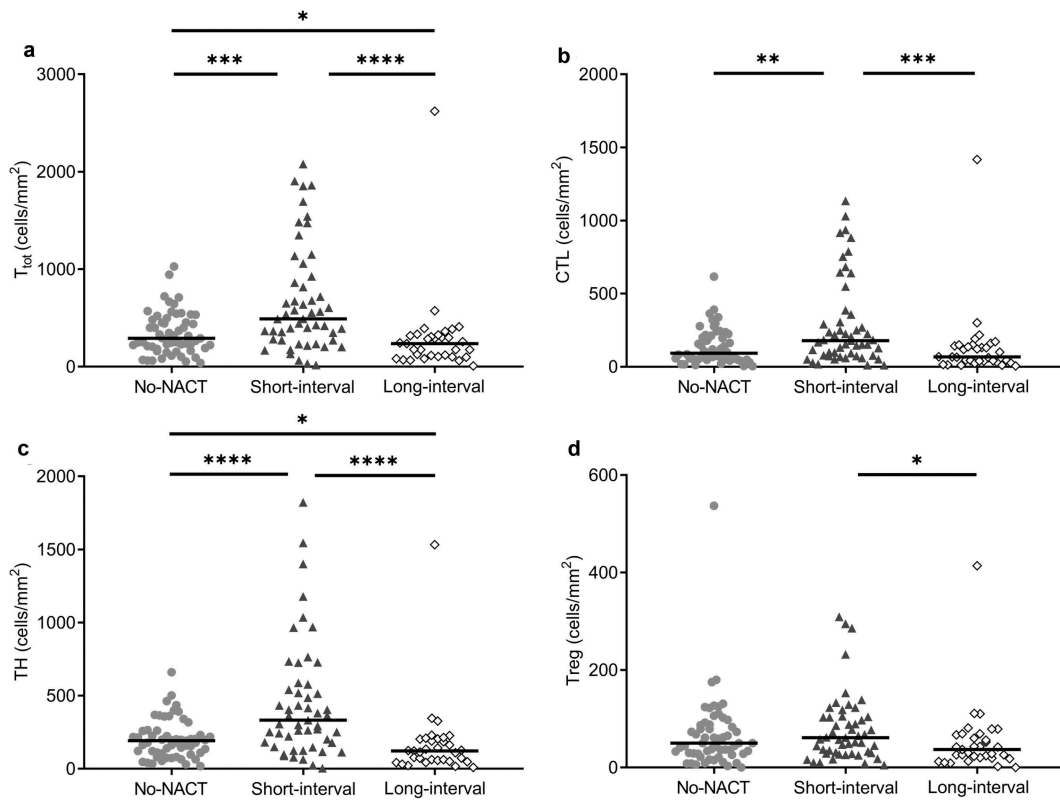 *
a
***
****
3000
2000
1000
0
T_tot (cells/mm²)
No-NACT
Short-interval
Long-interval
b
**
***
2000
1500
1000
500
0
CTL (cells/mm²)
No-NACT
Short-interval
Long-interval
*
c
****
****
2000
1500
1000
500
0
TH (cells/mm²)
No-NACT
Short-interval
Long-interval
d
*
600
400
200
0
Treg (cells/mm²)
No-NACT
Short-interval
Long-interval